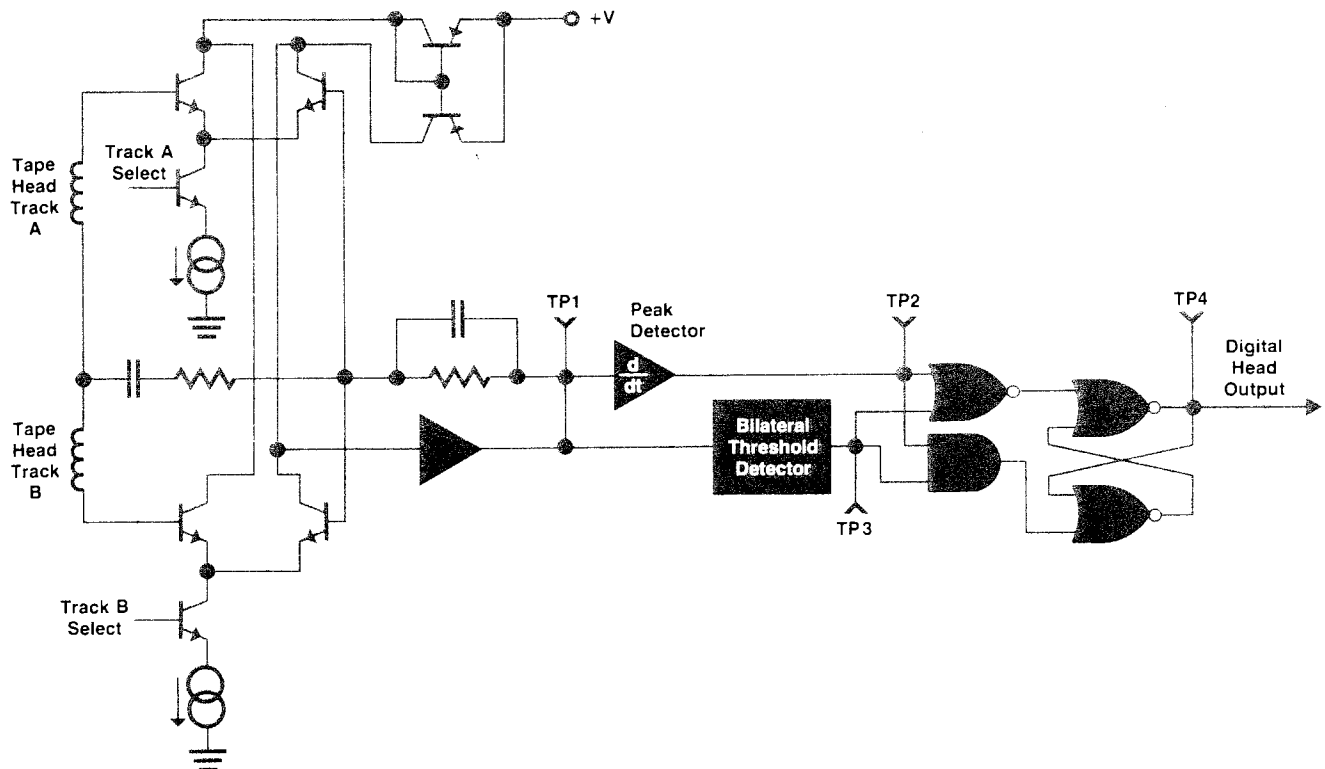 +V
Track A
Select
Tape
Head
Track
A
TP1
Peak
Detector
d
dt
TP2
TP4
Digital
Head
Output
Tape
Head
Track
B
Bilateral
Threshold
Detector
TP3
Track B
Select